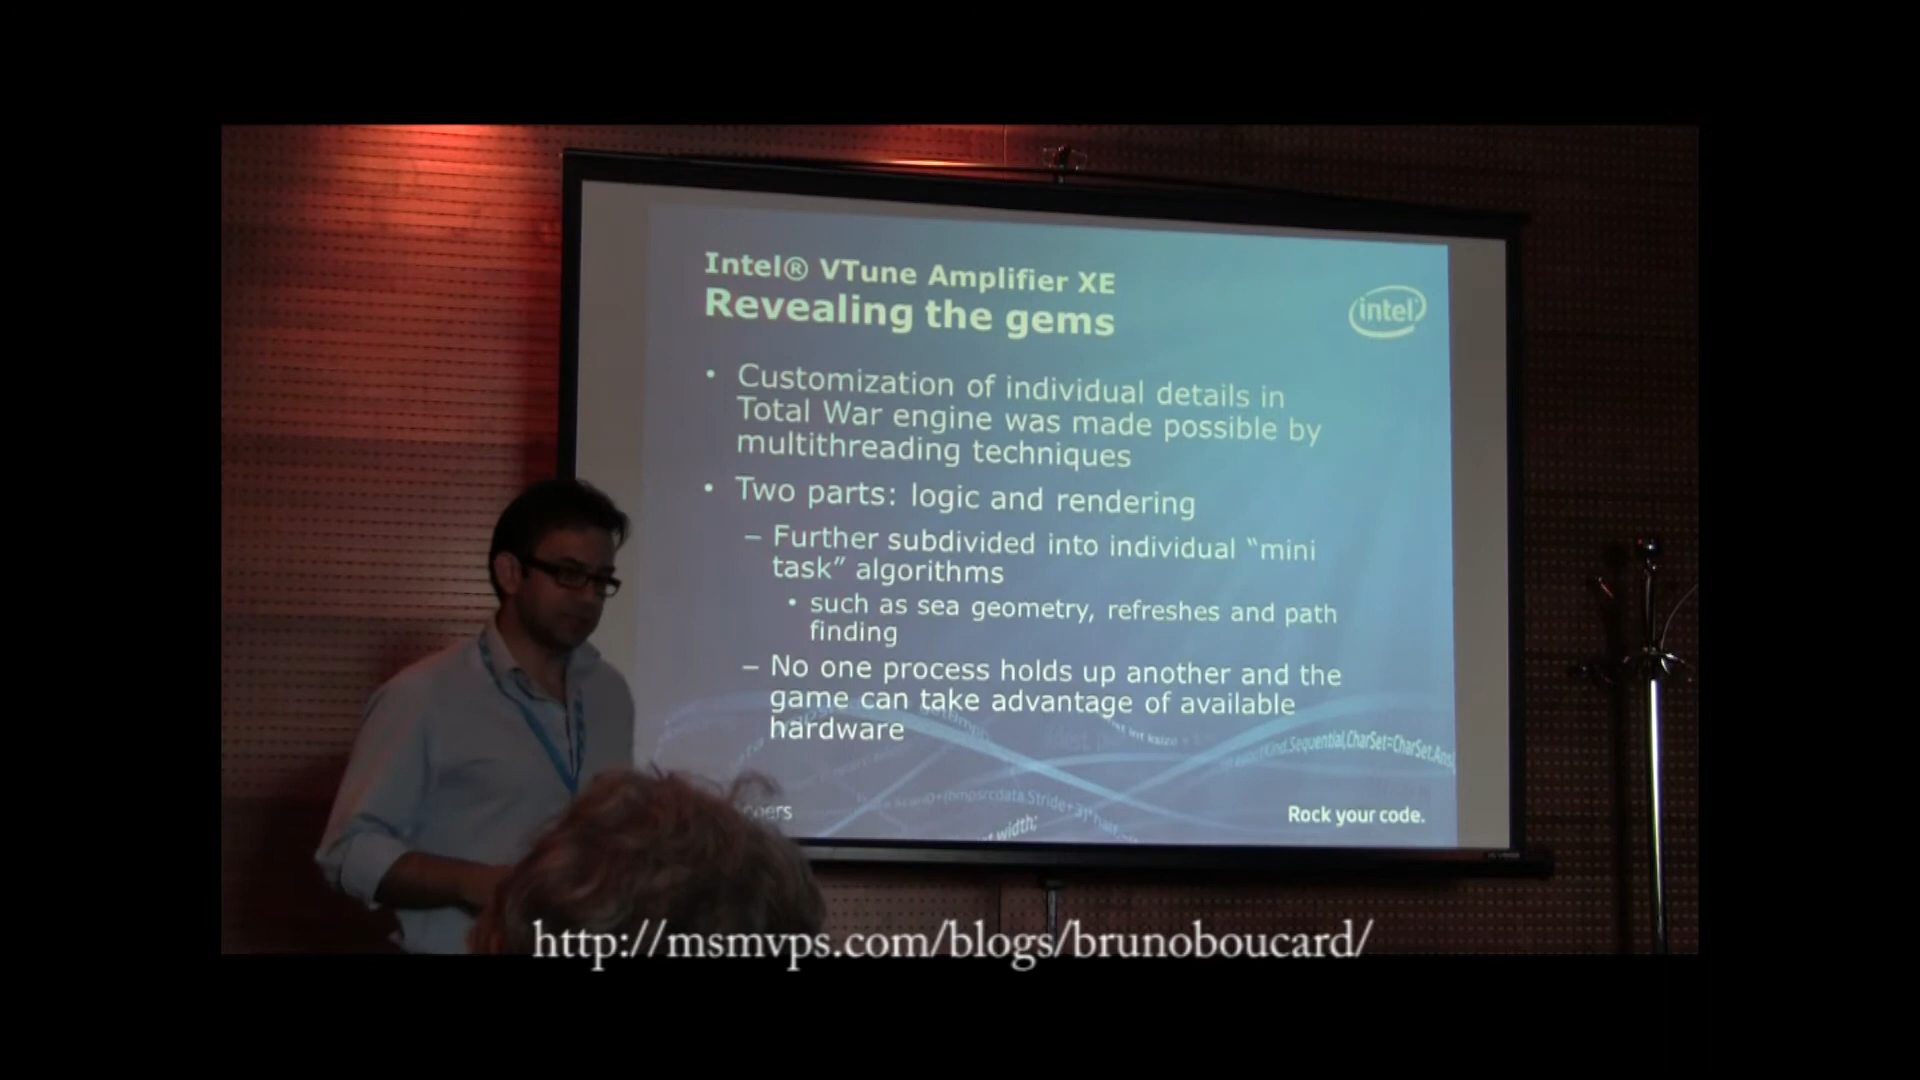 Intel® VTune Amplifier XE
Revealing the gems
intel
• Customization of individual details in
Total War engine was made possible by
multithreading techniques
• Two parts: logic and rendering
– Further subdivided into individual “mini
task” algorithms
• such as sea geometry, refreshes and path
finding
– No one process holds up another and the
game can take advantage of available
hardware
Rock your code.
http://msmvps.com/blogs/brunoboucard/